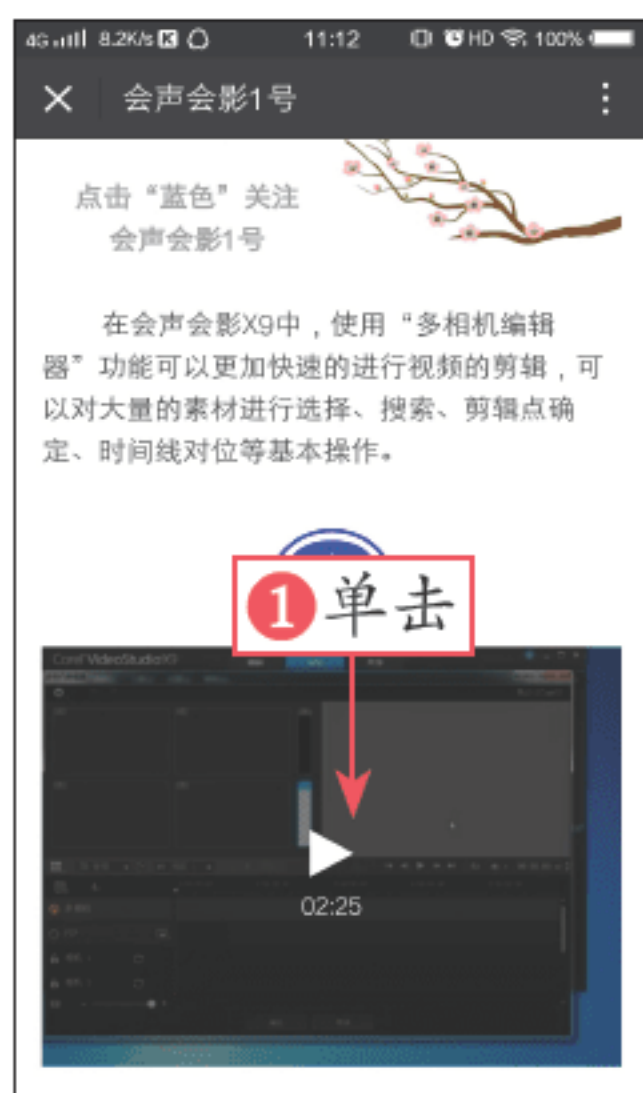 4G 8.2K/s K 11:12 HD 100%
会声会影1号
点击“蓝色”关注
会声会影1号
在会声会影X9中，使用“多相机编辑
器”功能可以更加快速的进行视频的剪辑，可
以对大量的素材进行选择、搜索、剪辑点确
定、时间线对位等基本操作。
1单击
Corel VideoStudio X9
02:25